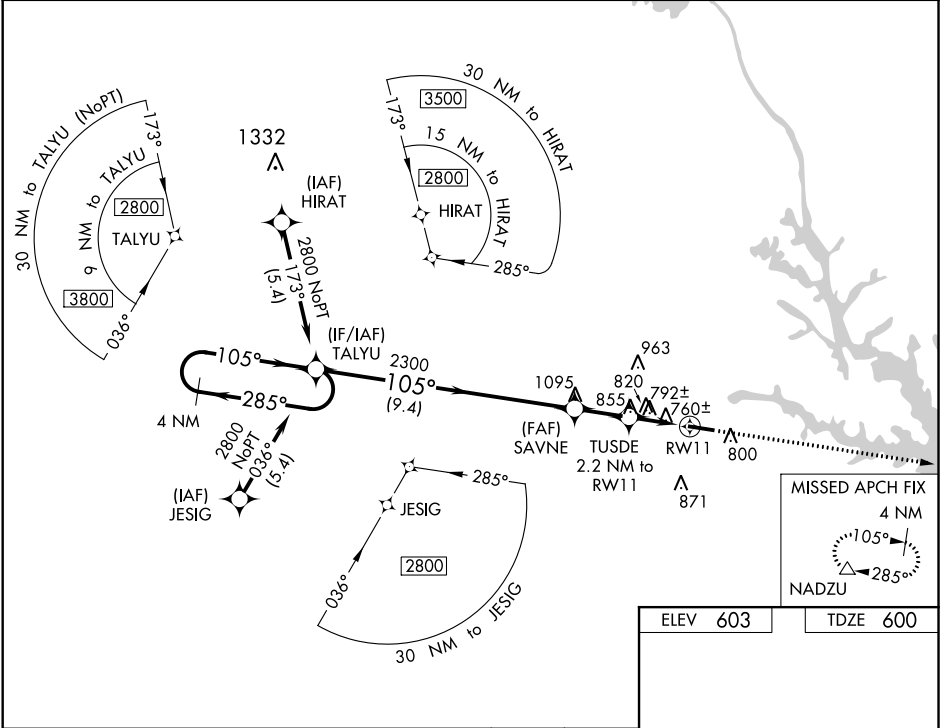 30 NM to TALYU (NoPT)
173°
6 NM to TALYU
2800
TALYU
3800
036°
1332
(IAF)
HIRAT
2800 NoPT
173°
(5.4)
30 NM to HIRAT
3500
173°
15 NM to HIRAT
2800
HIRAT
285°
(IF/IAF)
TALYU
105°
285°
4 NM
2300
105°
(9.4)
2800
NoPT
036°
(5.4)
(IAF)
JESIG
1095
(FAF)
SAVNE
855
820
963
792±
760±
TUSDE
2.2 NM to
RW11
RW11
800
871
285°
JESIG
036°
2800
30 NM to JESIG
MISSED APCH FIX
4 NM
105°
285°
NADZU
ELEV 603
TDZE 600